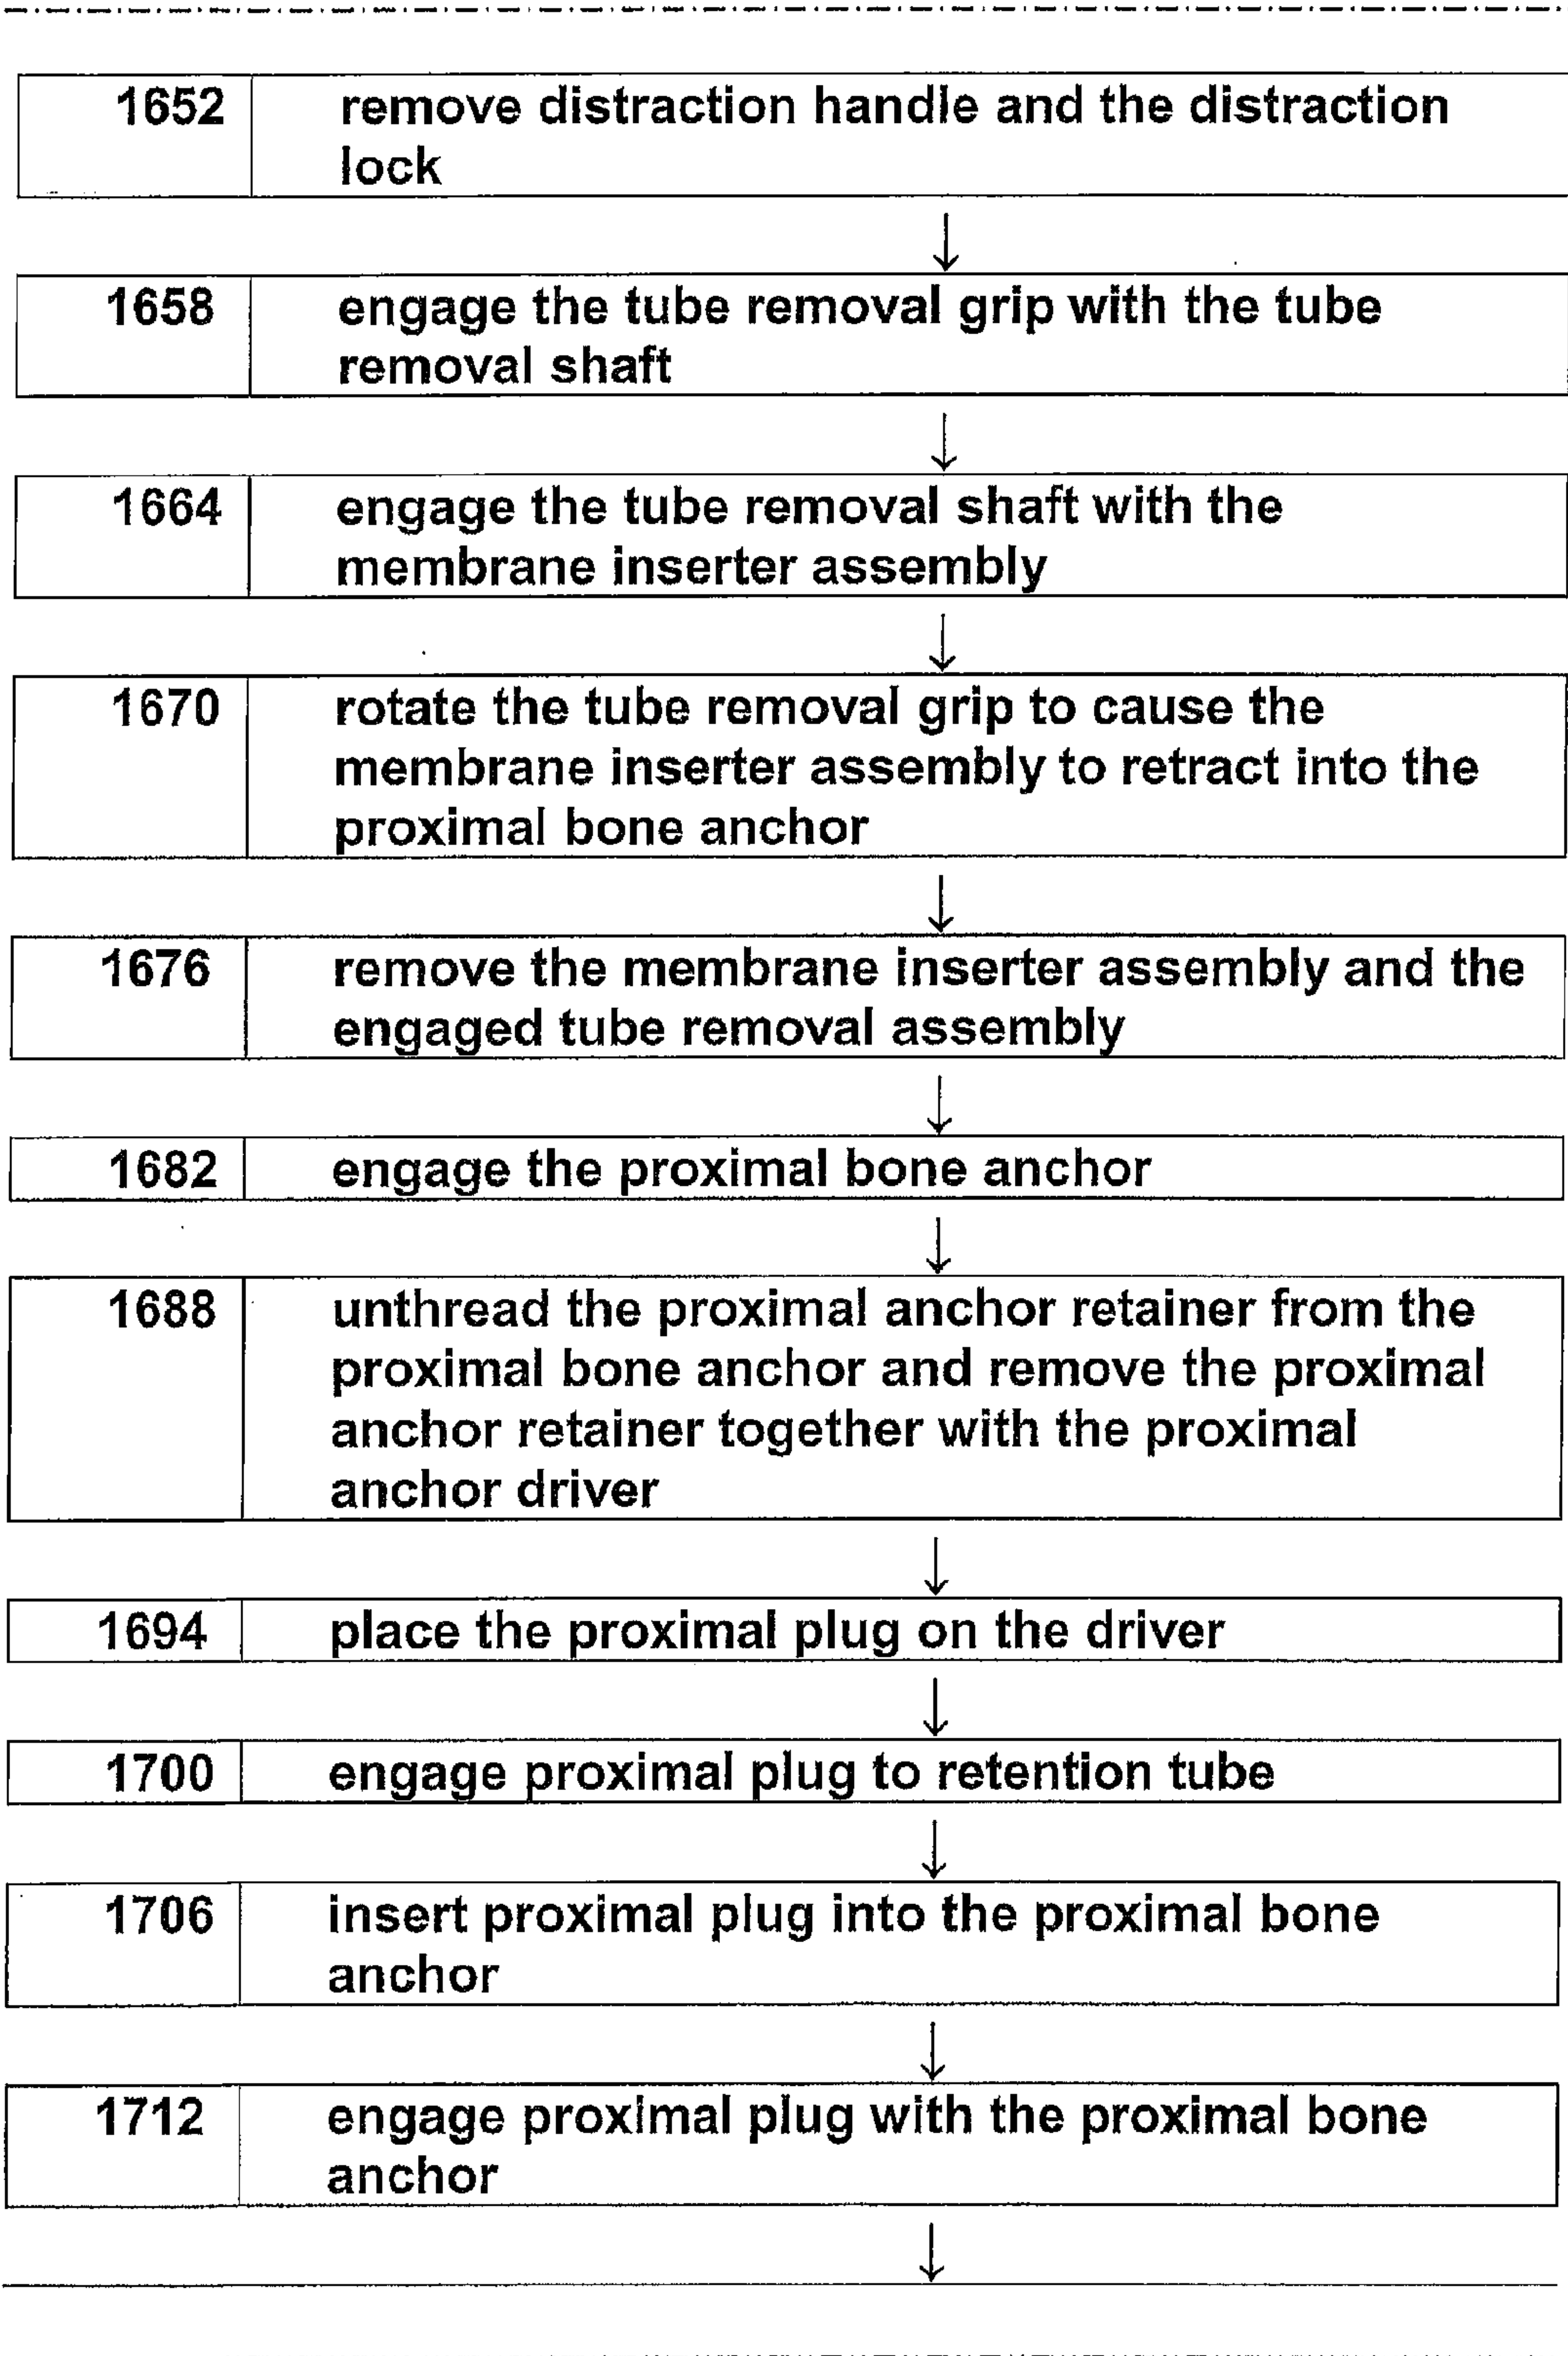 1652 remove distraction handle and the distraction
lock
1658 engage the tube removal grip with the tube
removal shaft
1664 engage the tube removal shaft with the
membrane inserter assembly
1670 rotate the tube removal grip to cause the
membrane inserter assembly to retract into the
proximal bone anchor
1676 remove the membrane inserter assembly and the
engaged tube removal assembly
1682 engage the proximal bone anchor
1688 unthread the proximal anchor retainer from the
proximal bone anchor and remove the proximal
anchor retainer together with the proximal
anchor driver
1694 place the proximal plug on the driver
1700 engage proximal plug to retention tube
1706 insert proximal plug into the proximal bone
anchor
1712 engage proximal plug with the proximal bone
anchor